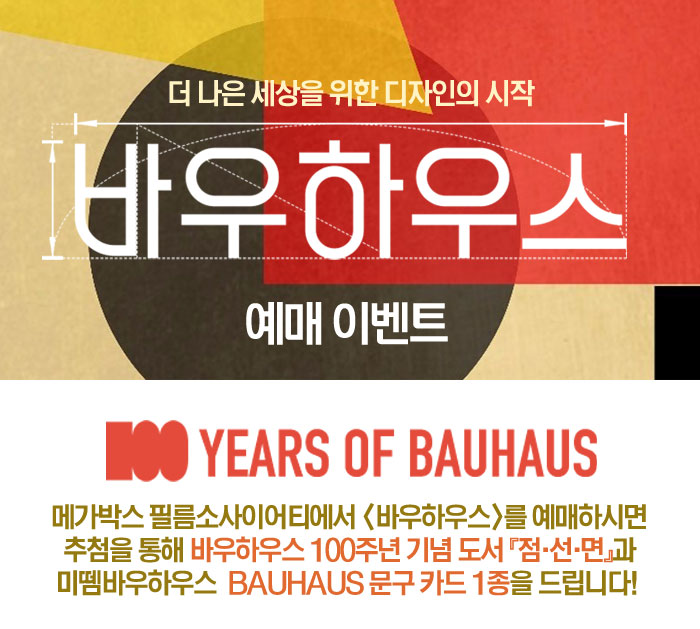 더 나은 세상을 위한 디자인의 시작
바우하우스
예매 이벤트
100 YEARS OF BAUHAUS
메가박스 필름소사이어티에서 〈바우하우스〉를 예매하시면
추첨을 통해 바우하우스 100주년 기념 도서 『점·선·면』과
미뗌바우하우스 BAUHAUS 문구 카드 1종을 드립니다!